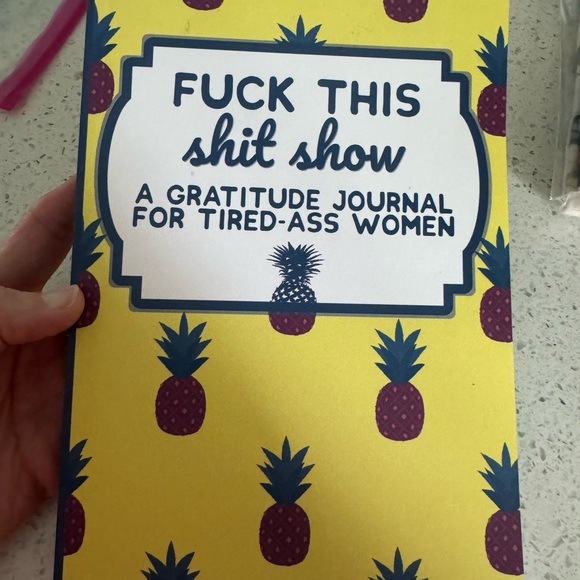 FUCK THIS
shit show
A GRATITUDE JOURNAL
FOR TIRED-ASS WOMEN